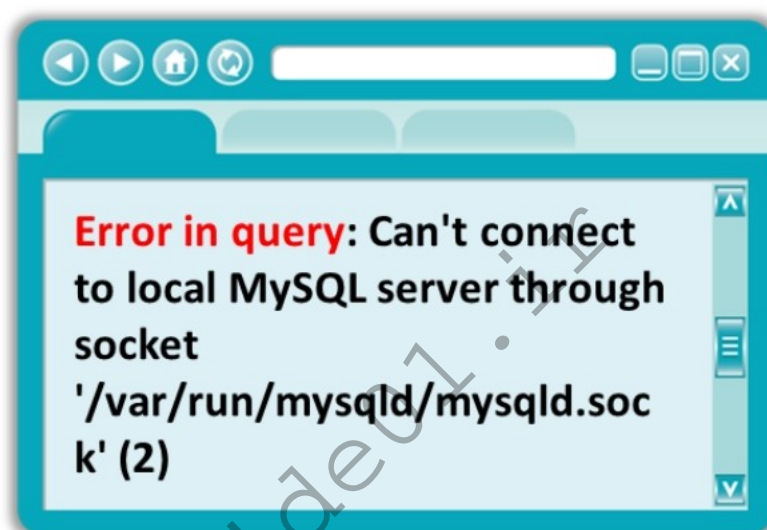 Error in query: Can't connect
to local MySQL server through
socket
'/var/run/mysqld/mysqld.soc
k' (2)